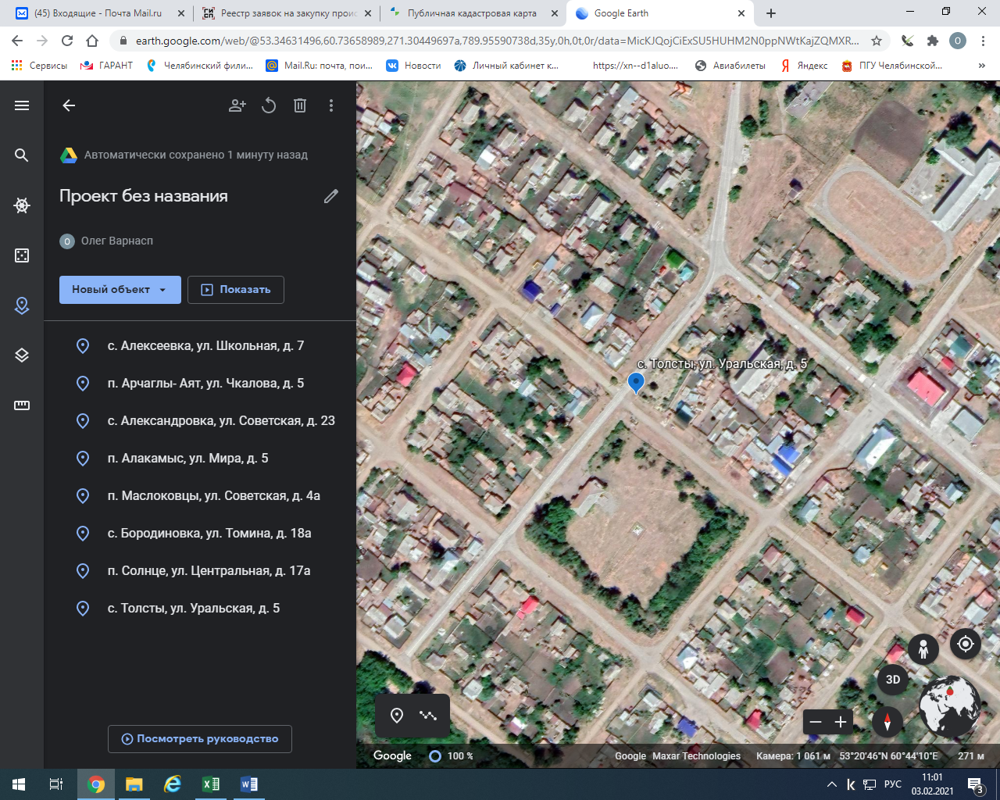 (45) Входящие - Почта Mail.ru
Реестр заявок на закупку проис
Публичная кадастровая карта
Google Earth
earth.google.com/web/@53.34631496,60.73658989,271.30449697a,789.95590738d,35y,0h,0t,0r/data=MicKJQojCiExSU5HUHM2N0ppNWtKajZQMXR...
Сервисы
ГАРАНТ
Челябинский фили...
Mail.Ru: почта, пои...
Новости
Личный кабинет к...
https://xn--d1aluo....
Авиабилеты
Яндекс
ПГУ Челябинской...
»
Автоматически сохранено 1 минуту назад
Проект без названия
О Олег Варнасп
Новый объект
Показать
с. Алексеевка, ул. Школьная, д. 7
п. Арчаглы- Аят, ул. Чкалова, д. 5
с. Александровка, ул. Советская, д. 23
п. Алакамыс, ул. Мира, д. 5
п. Маслоковцы, ул. Советская, д. 4а
с. Бородиновка, ул. Томина, д. 18а
п. Солнце, ул. Центральная, д. 17а
с. Толсты, ул. Уральская, д. 5
Посмотреть руководство
с. Толсты, ул. Уральская, д. 5
3D
Google
100 %
Google
Maxar Technologies
Камера: 1 061 м
53°20'46"N 60°44'10"E
271 м
РУС
11:01
03.02.2021
3